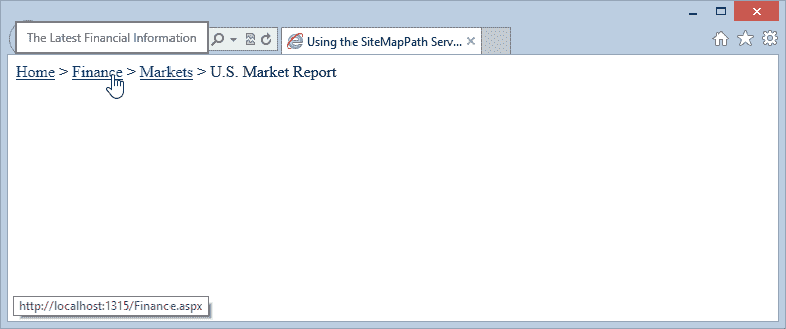 The Latest Financial Information
Using the SiteMapPath Serv...
Home > Finance > Markets > U.S. Market Report
http://localhost:1315/Finance.aspx